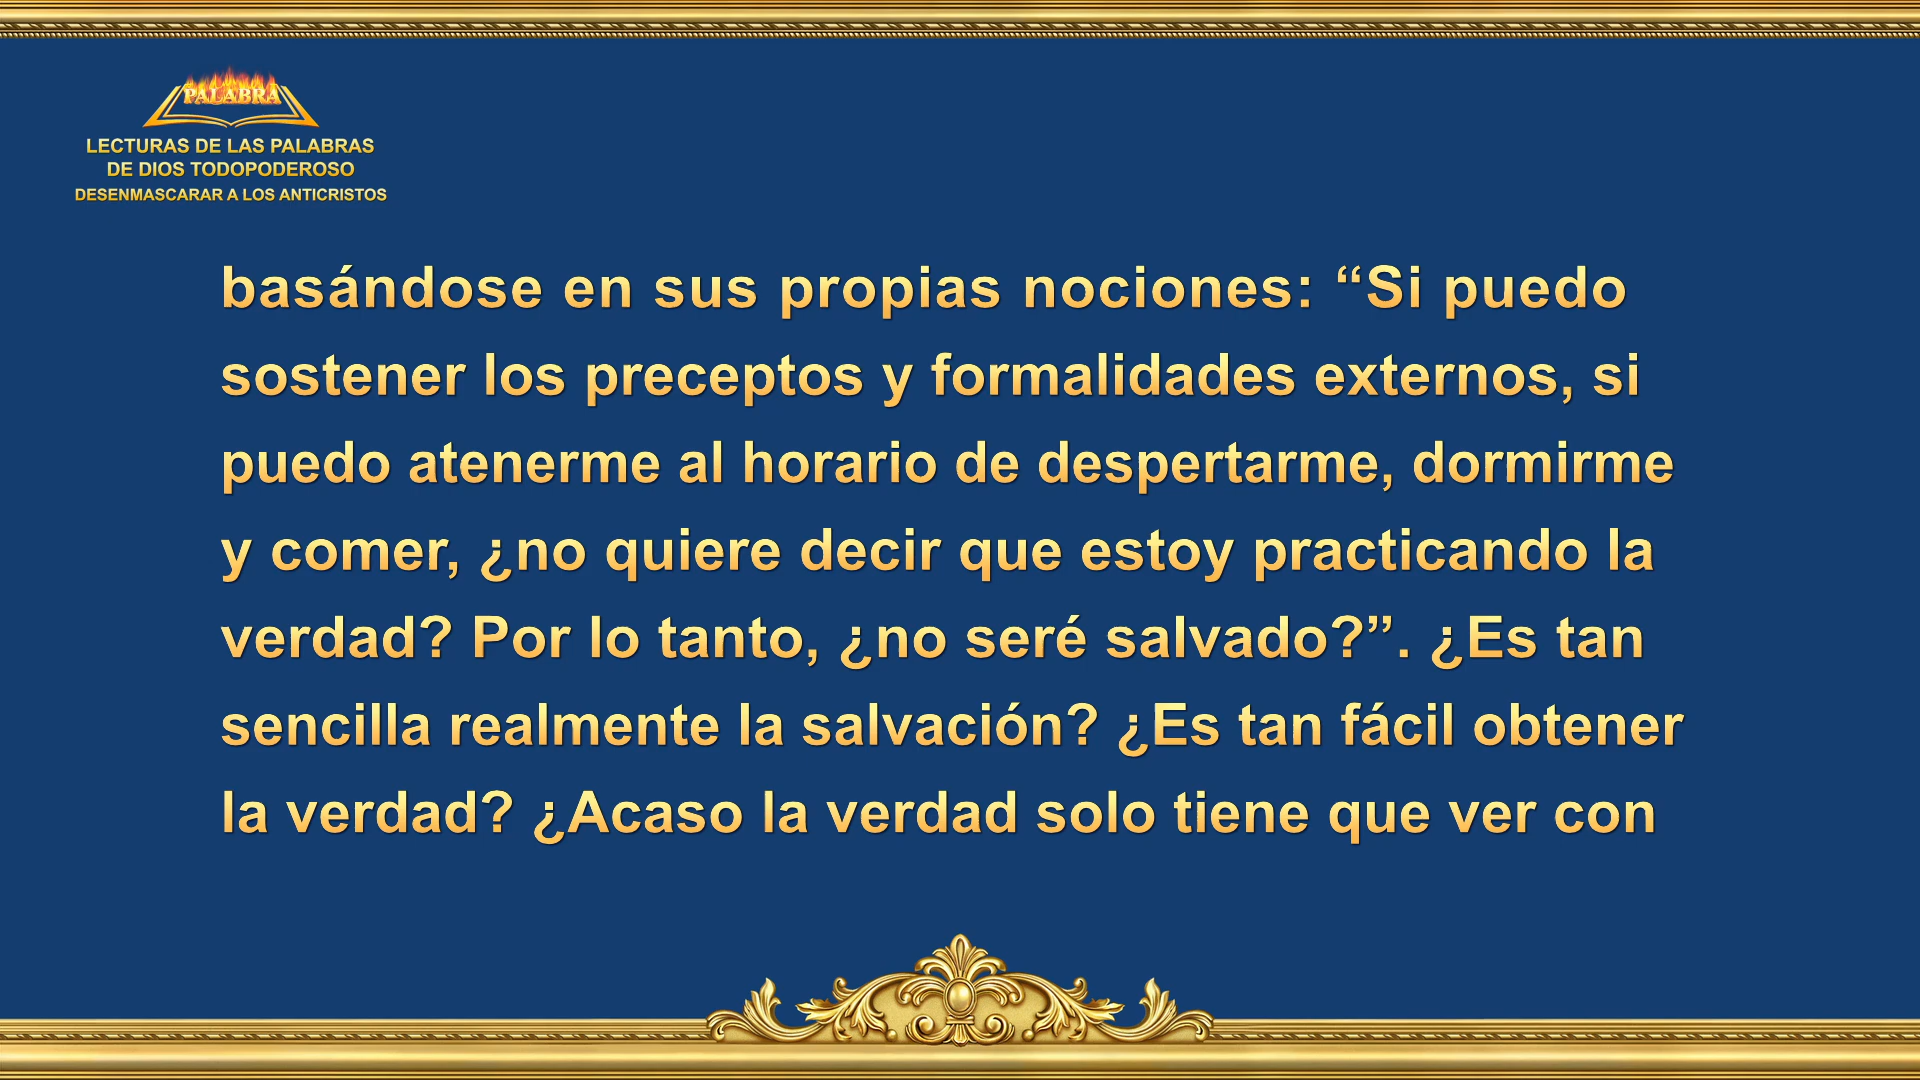 PALABRA
LECTURAS DE LAS PALABRAS
DE DIOS TODOPODEROSO
DESENMASCARAR A LOS ANTICRISTOS
basándose en sus propias nociones: “Si puedo
sostener los preceptos y formalidades externos, si
puedo atenerme al horario de despertarme, dormirme
y comer, ¿no quiere decir que estoy practicando la
verdad? Por lo tanto, ¿no seré salvado?”. ¿Es tan
sencilla realmente la salvación? ¿Es tan fácil obtener
la verdad? ¿Acaso la verdad solo tiene que ver con